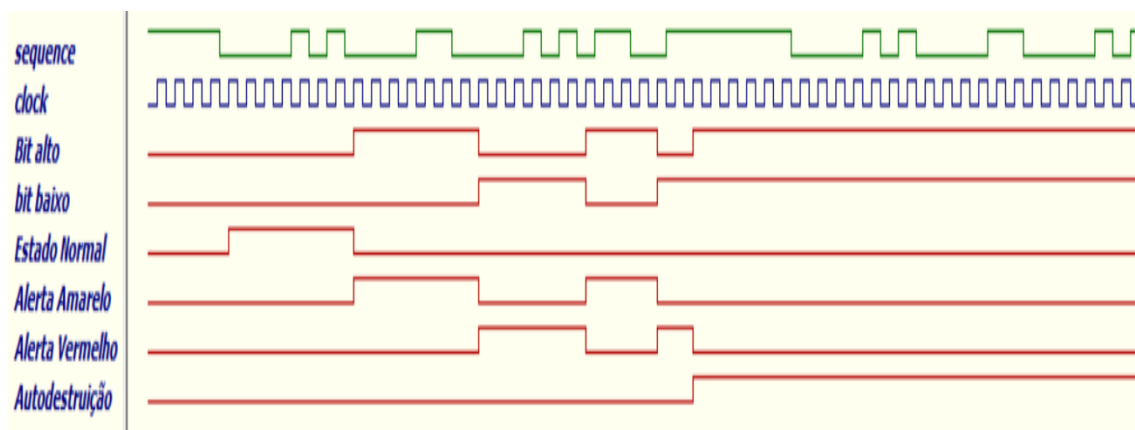 sequence
clock
Bit alto
bit baixo
Estado Normal
Alerta Amarelo
Alerta Vermelho
Autodestruição